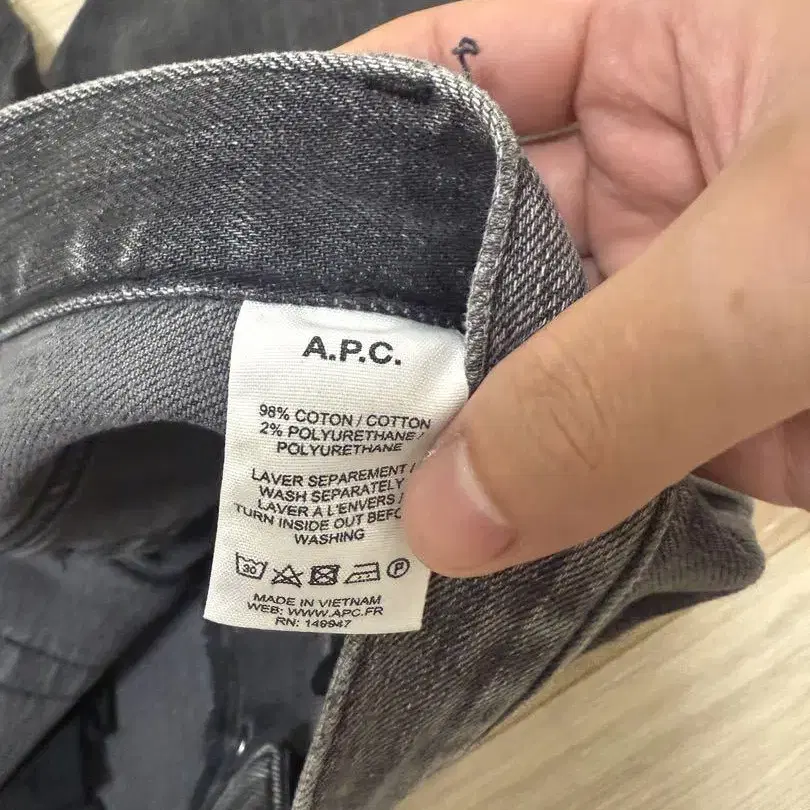 A.P.C.
98% COTON / COTTON
2% POLYURETHANE /
POLYURETHANE
LAVER SEPAREMENT /
WASH SEPARATELY
LAVER A L'ENVERS /
TURN INSIDE OUT
WASHING
30
P
MADE IN VIETNAM
WEB: WWW.APC.FR
RN: 149947